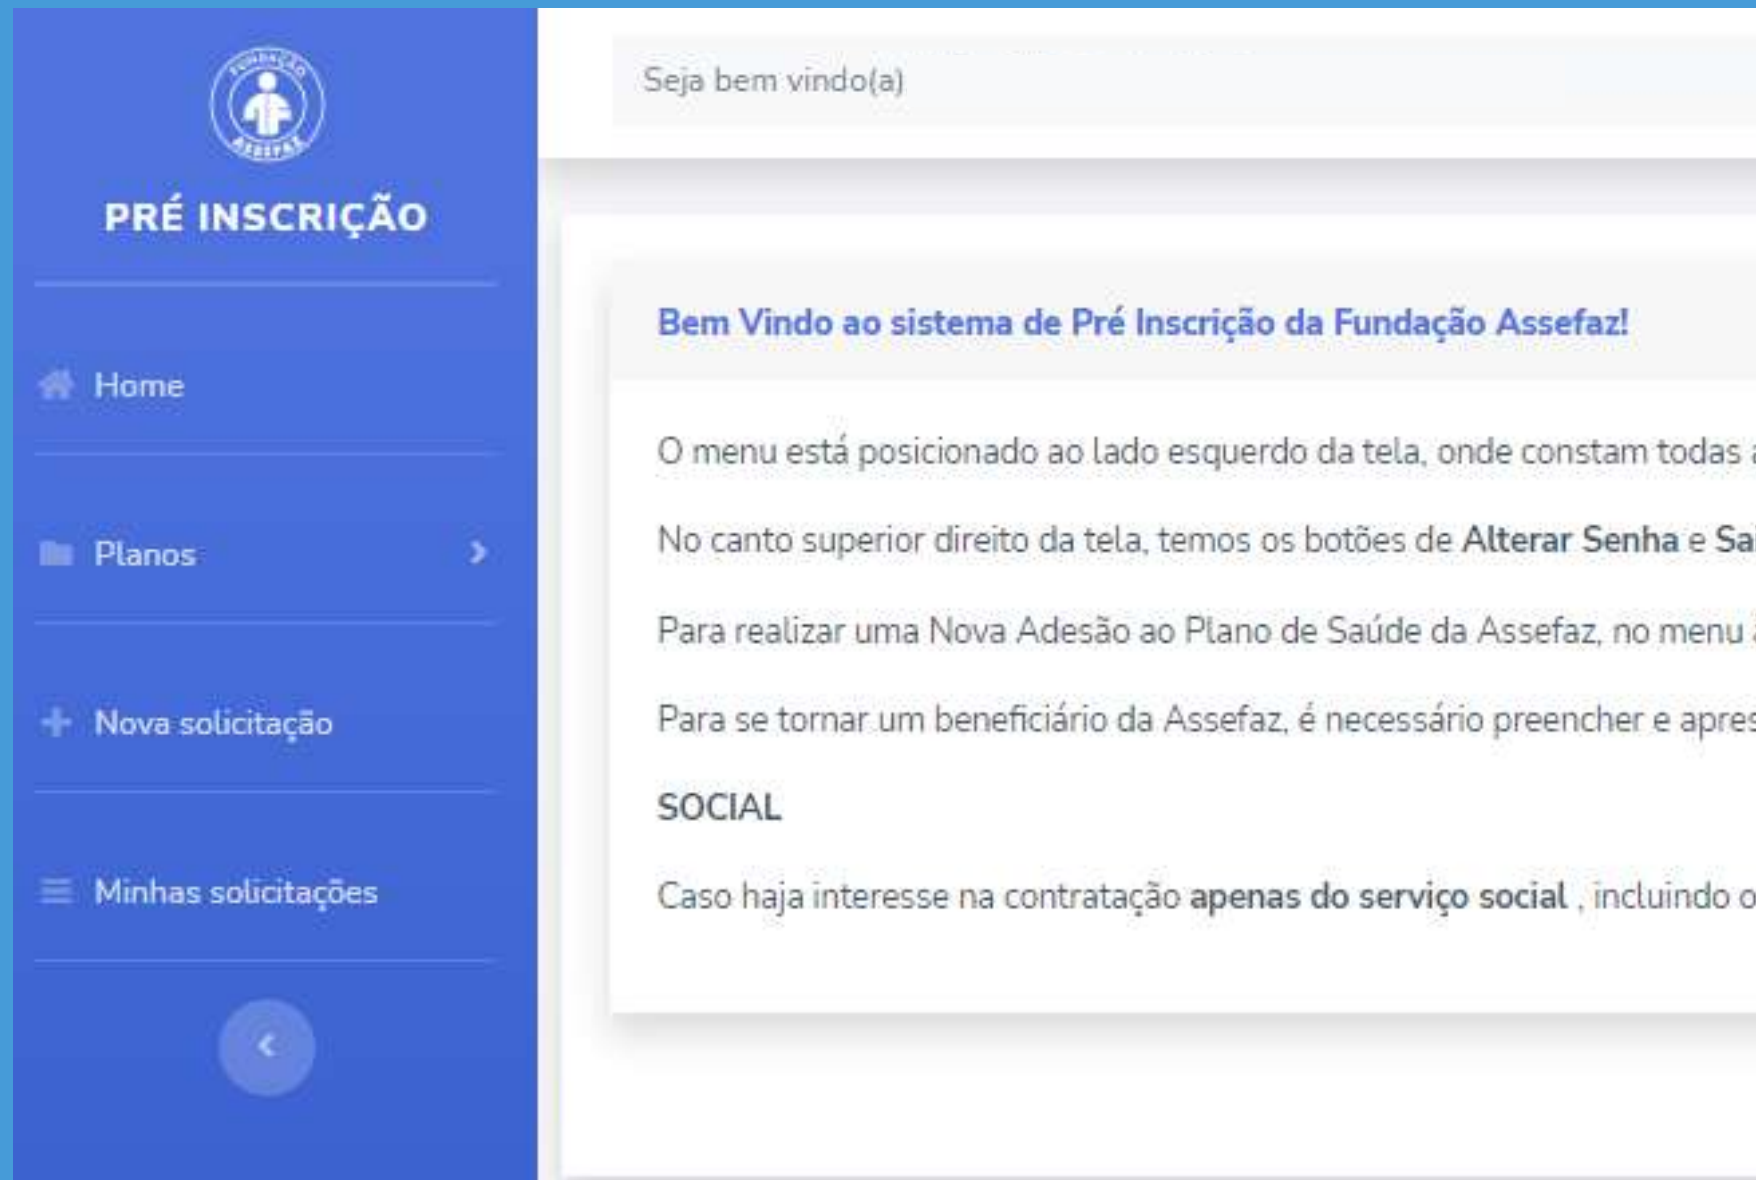 FUNDAÇÃO
ASSEFAZ
PRÉ INSCRIÇÃO
Home
Planos
Nova solicitação
Minhas solicitações
Seja bem vindo(a)
Bem Vindo ao sistema de Pré Inscrição da Fundação Assefaz!
O menu está posicionado ao lado esquerdo da tela, onde constam todas
No canto superior direito da tela, temos os botões de Alterar Senha e
Para realizar uma Nova Adesão ao Plano de Saúde da Assefaz, no menu
Para se tornar um beneficiário da Assefaz, é necessário preencher e
SOCIAL
Caso haja interesse na contratação apenas do serviço social , incluindo